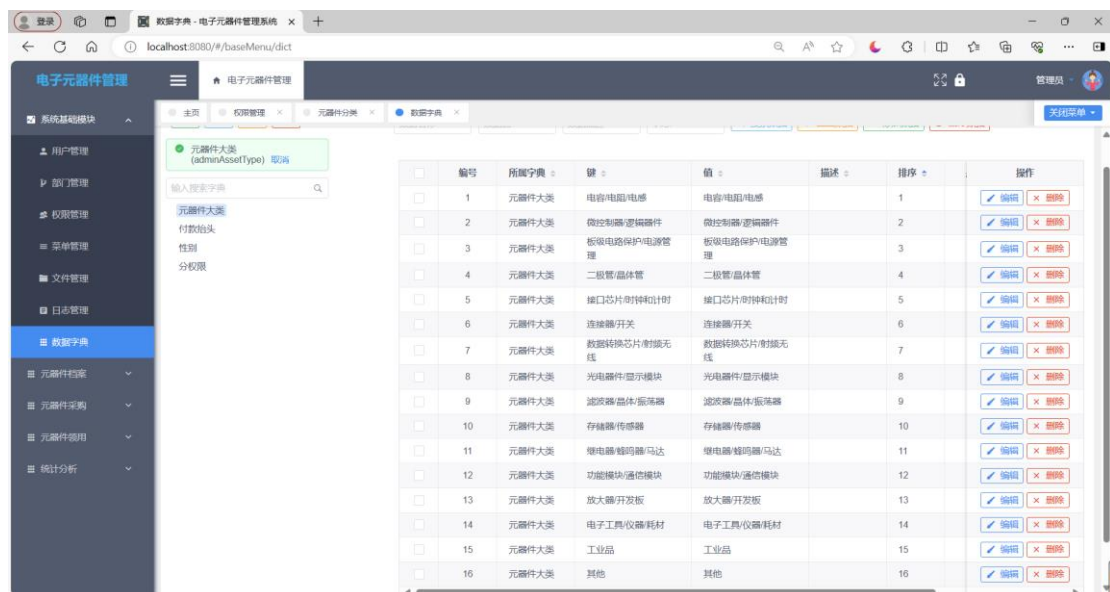 登录
数据字典 - 电子元器件管理系统
localhost:8080/#/baseMenu/dict
电子元器件管理
电子元器件管理
管理员
主页 权限管理 元器件分类 数据字典 关闭菜单
系统基础模块
用户管理
部门管理
权限管理
菜单管理
文件管理
日志管理
数据字典
元器件档案
元器件采购
元器件领用
统计分析
元器件大类
(adminAssetType) 取消
输入搜索字典
元器件大类
付款抬头
性别
分权限
编号 所属字典 键 值 描述 排序 操作
1 元器件大类 电容/电阻/电感 电容/电阻/电感 1 编辑 删除
2 元器件大类 微控制器/逻辑器件 微控制器/逻辑器件 2 编辑 删除
3 元器件大类 板级电路保护/电源管理 板级电路保护/电源管理 3 编辑 删除
4 元器件大类 二极管/晶体管 二极管/晶体管 4 编辑 删除
5 元器件大类 接口芯片/时钟和计时 接口芯片/时钟和计时 5 编辑 删除
6 元器件大类 连接器/开关 连接器/开关 6 编辑 删除
7 元器件大类 数据转换芯片/射频无线 数据转换芯片/射频无线 7 编辑 删除
8 元器件大类 光电器件/显示模块 光电器件/显示模块 8 编辑 删除
9 元器件大类 滤波器/晶体/振荡器 滤波器/晶体/振荡器 9 编辑 删除
10 元器件大类 存储器/传感器 存储器/传感器 10 编辑 删除
11 元器件大类 继电器/蜂鸣器/马达 继电器/蜂鸣器/马达 11 编辑 删除
12 元器件大类 功能模块/通信模块 功能模块/通信模块 12 编辑 删除
13 元器件大类 放大器/开发板 放大器/开发板 13 编辑 删除
14 元器件大类 电子工具/仪器/耗材 电子工具/仪器/耗材 14 编辑 删除
15 元器件大类 工业品 工业品 15 编辑 删除
16 元器件大类 其他 其他 16 编辑 删除